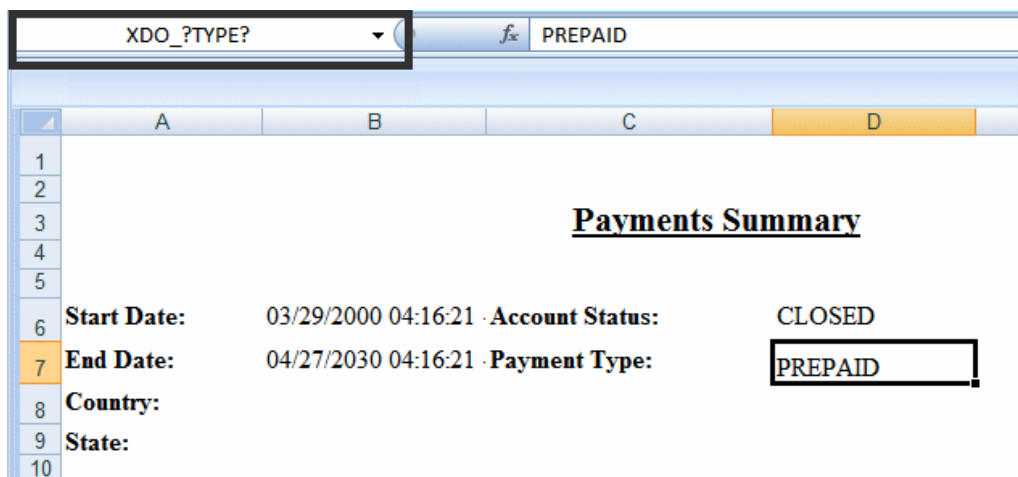 XDO_?TYPE? fx PREPAID
A B C D
1
2
3 Payments Summary
4
5
6 Start Date: 03/29/2000 04:16:21 - Account Status: CLOSED
7 End Date: 04/27/2030 04:16:21 - Payment Type: PREPAID
8 Country:
9 State:
10